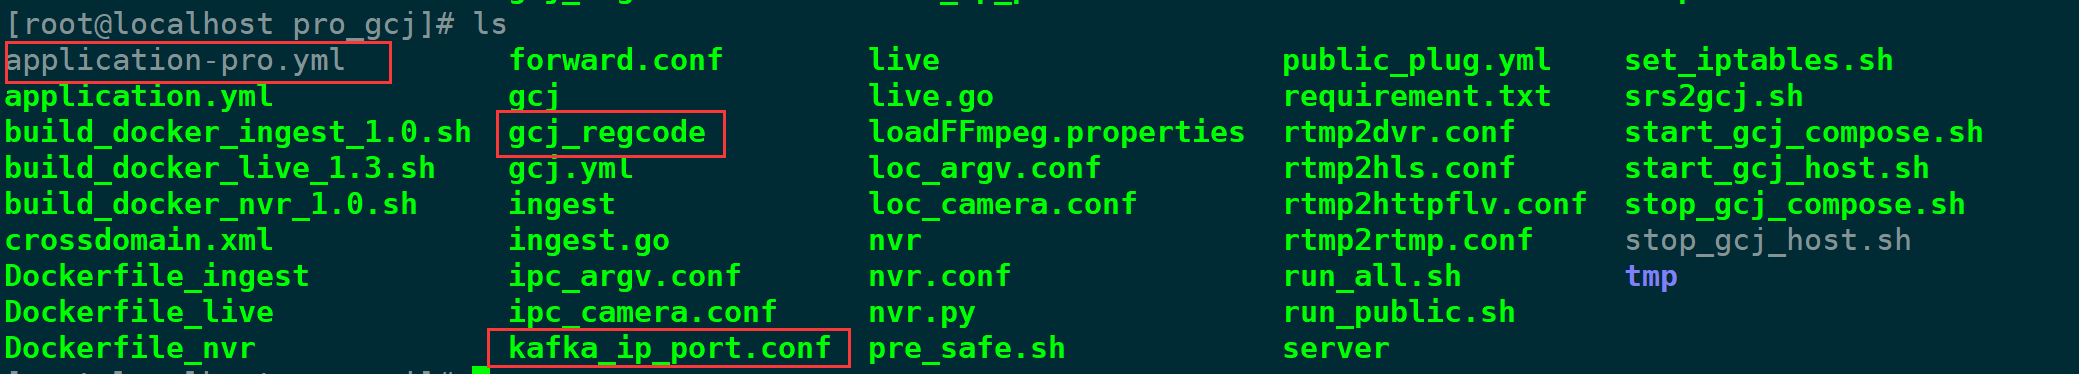 [root@localhost pro_gcj]# ls
application-pro.yml forward.conf live public_plug.yml set_iptables.sh
application.yml gcj live.go requirement.txt srs2gcj.sh
build_docker_ingest_1.0.sh gcj_regcode loadFFmpeg.properties rtmp2dvr.conf start_gcj_compose.sh
build_docker_live_1.3.sh gcj.yml loc_argv.conf rtmp2hls.conf start_gcj_host.sh
build_docker_nvr_1.0.sh ingest loc_camera.conf rtmp2httpflv.conf stop_gcj_compose.sh
crossdomain.xml ingest.go nvr rtmp2rtmp.conf stop_gcj_host.sh
Dockerfile_ingest ipc_argv.conf nvr.conf run_all.sh tmp
Dockerfile_live ipc_camera.conf nvr.py run_public.sh
Dockerfile_nvr kafka_ip_port.conf pre_safe.sh server